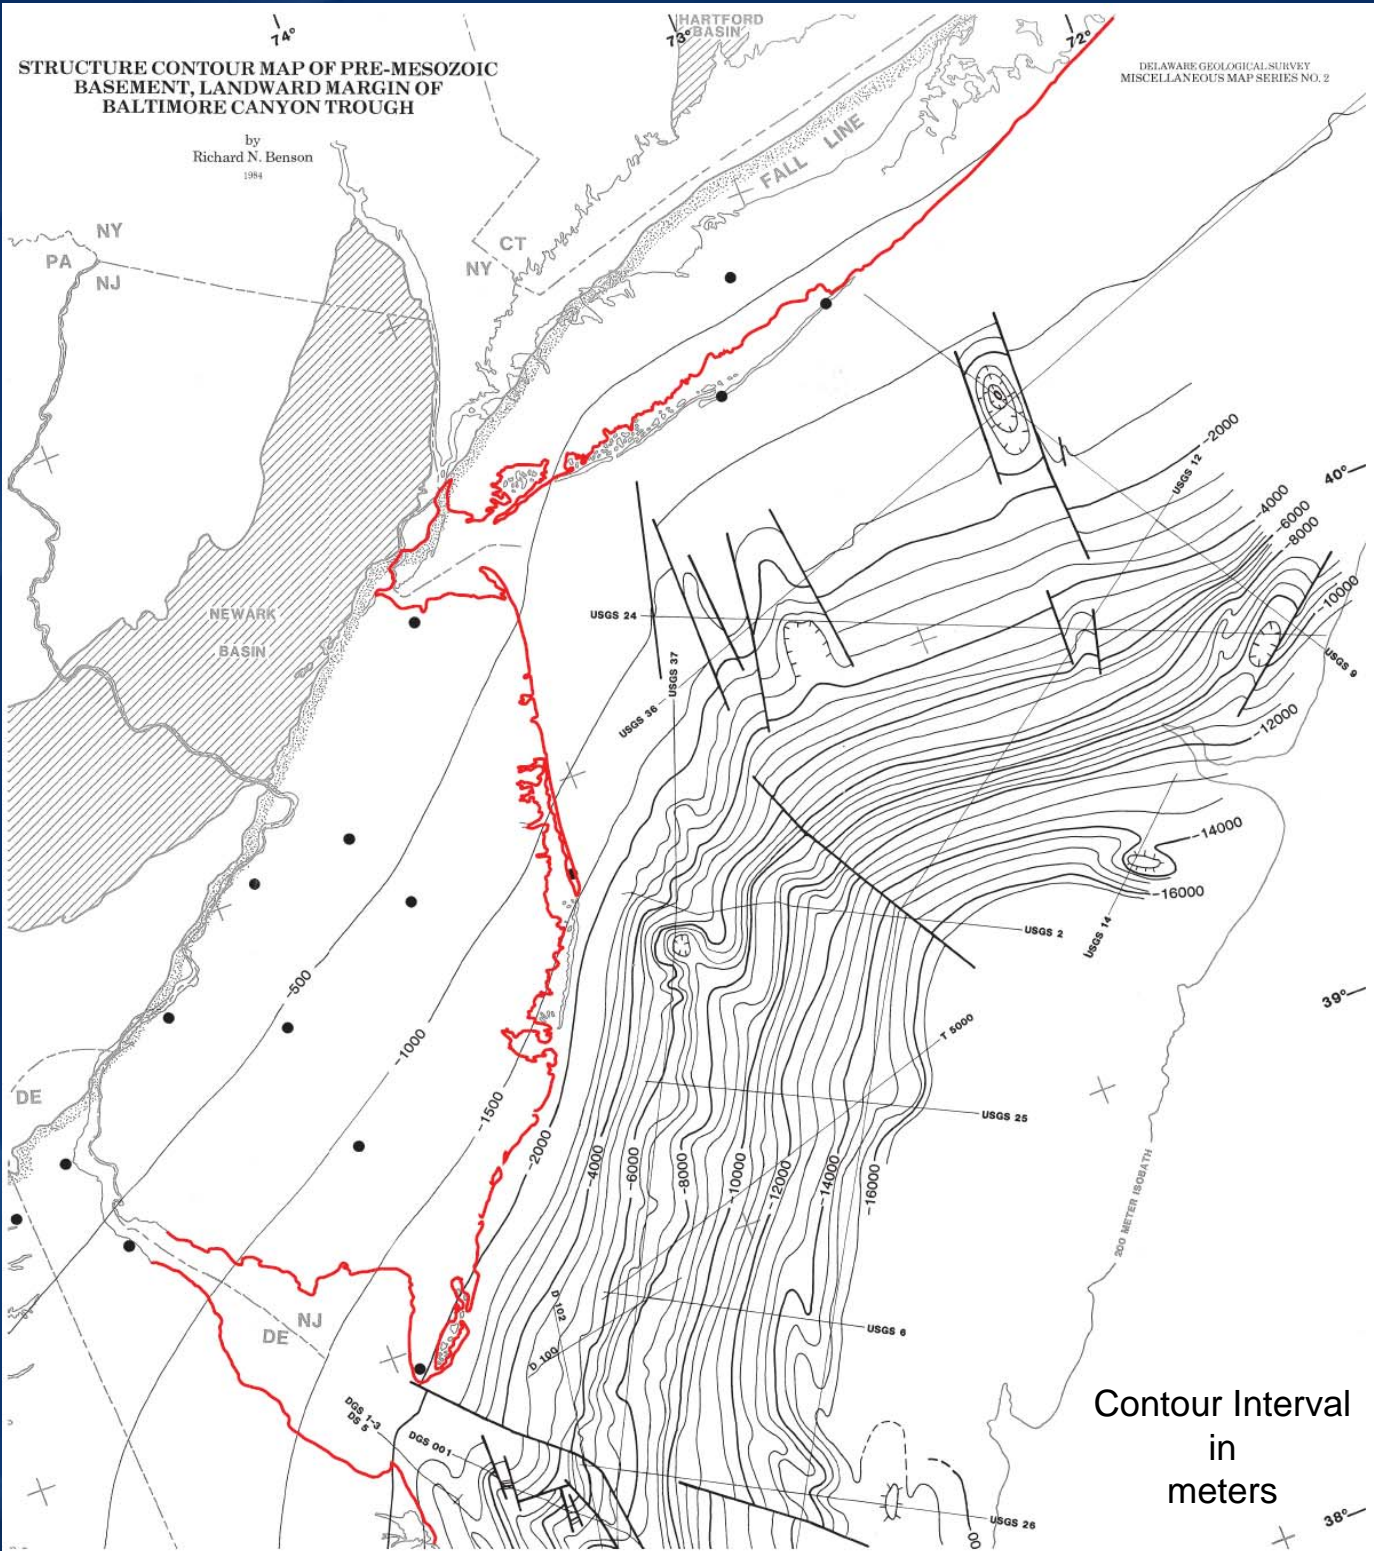 74°
HARTFORD
BASIN
73°
72°
STRUCTURE CONTOUR MAP OF PRE-MESOZOIC
BASEMENT, LANDWARD MARGIN OF
BALTIMORE CANYON TROUGH
by
Richard N. Benson
1984
DELAWARE GEOLOGICAL SURVEY
MISCELLANEOUS MAP SERIES NO. 2
FALL LINE
NY
PA
NJ
CT
NY
-2000
USGS 12
40°
-4000
-6000
-8000
-10000
NEWARK
BASIN
USGS 24
USGS 37
USGS 36
USGS 9
-12000
-14000
-16000
USGS 2
USGS 14
-500
39°
-1000
T 5000
DE
-1500
USGS 25
-2000
-4000
-6000
-8000
-10000
-12000
-14000
-16000
200 METER ISOBATH
NJ
DE
D 102
USGS 6
D 109
DGS 1-3
DS 5
DGS 001
Contour Interval
in
meters
USGS 26
00
38°